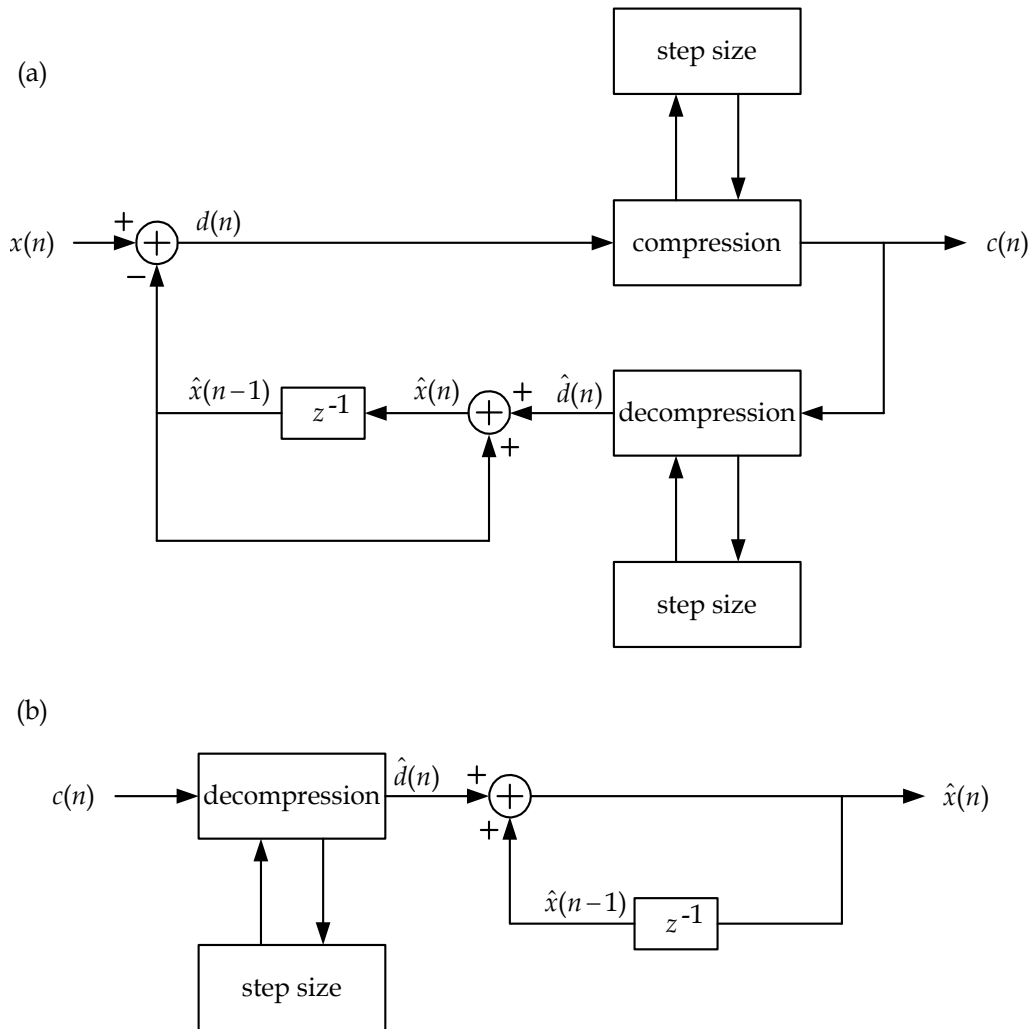 (a)
step size
x(n)
+
+
−
d(n)
compression
c(n)
x̂(n−1)
z⁻¹
x̂(n)
+
+
+
d̂(n)
decompression
step size
(b)
c(n)
decompression
d̂(n)
+
+
+
x̂(n)
x̂(n−1)
z⁻¹
step size